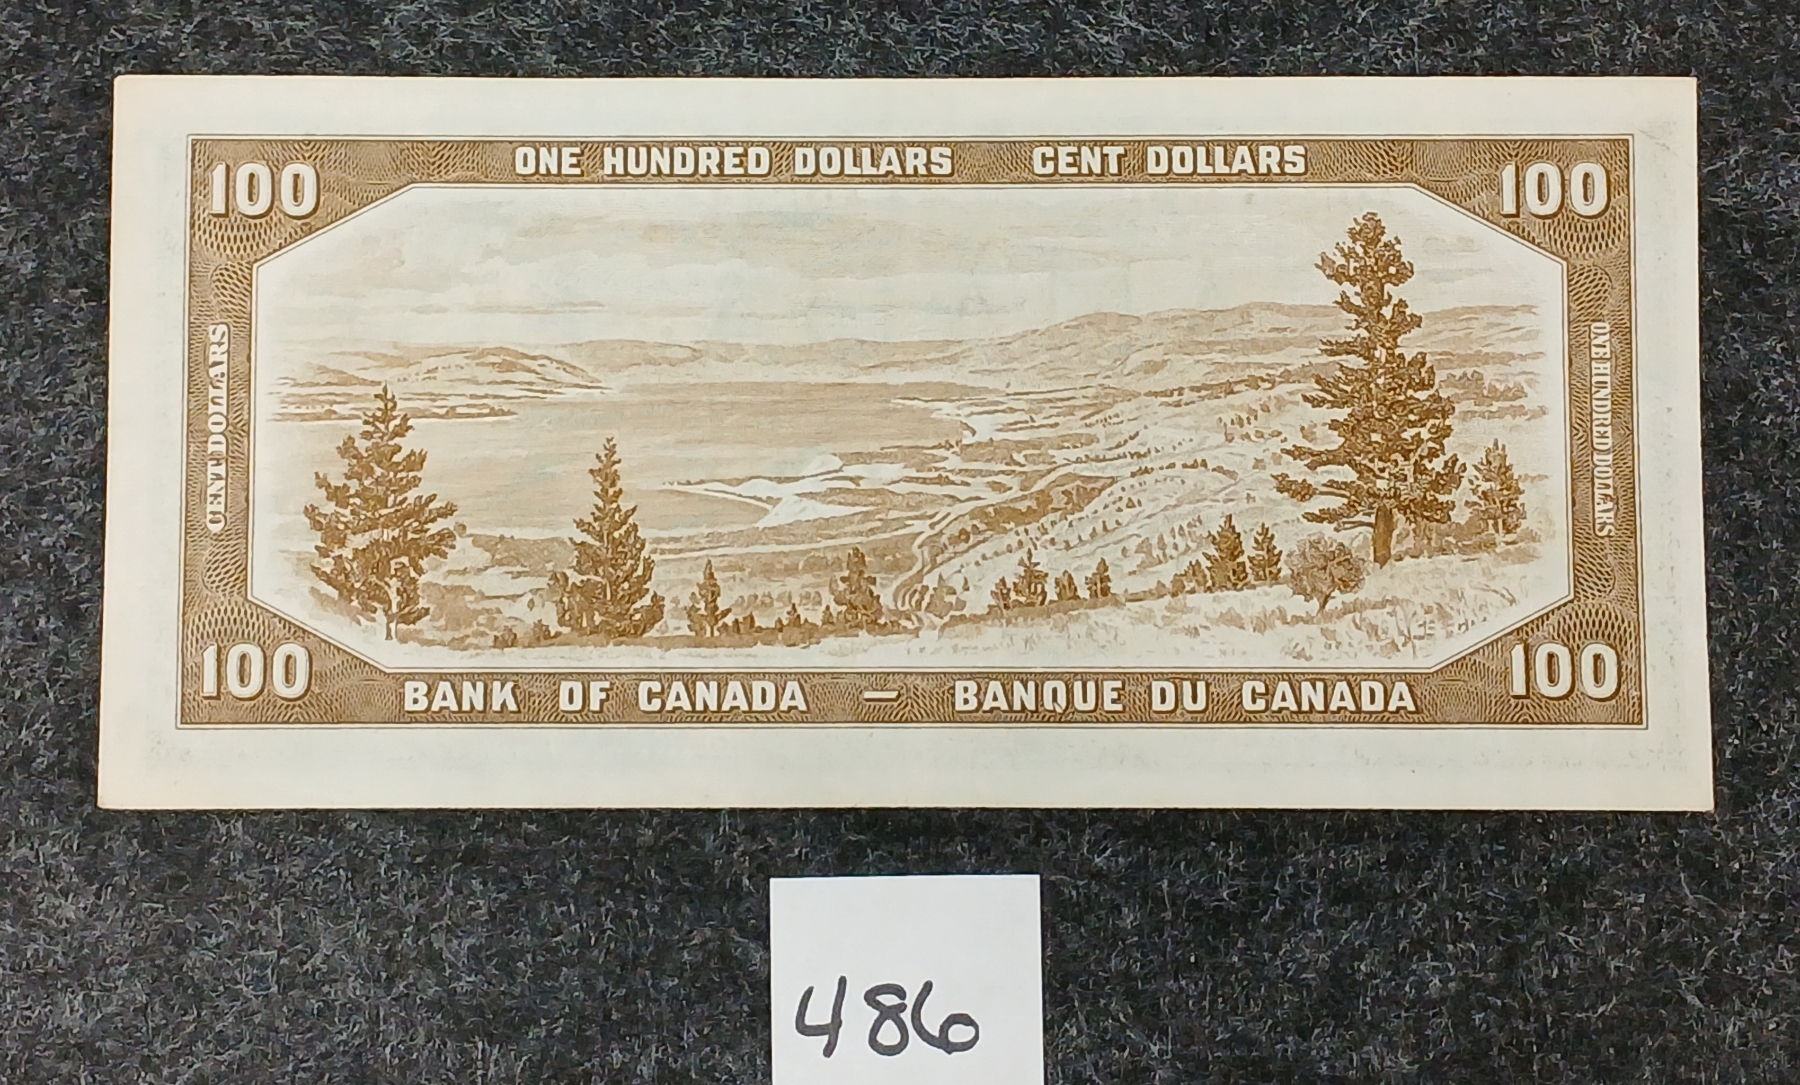 ONE HUNDRED DOLLARS CENT DOLLARS
100 100
CENT DOLLARS
ONE HUNDRED DOLLARS
100 100
BANK OF CANADA — BANQUE DU CANADA
486